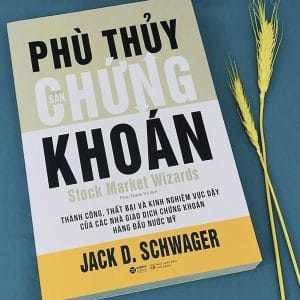 PHÙ THỦY
SÀN
CHỨNG
KHOÁN
Stock Market Wizards
THÀNH CÔNG, THẤT BẠI VÀ KINH NGHIỆM VỰC DẬY
CỦA CÁC NHÀ GIAO DỊCH CHỨNG KHOÁN
HÀNG ĐẦU NƯỚC MỸ
JACK D. SCHWAGER